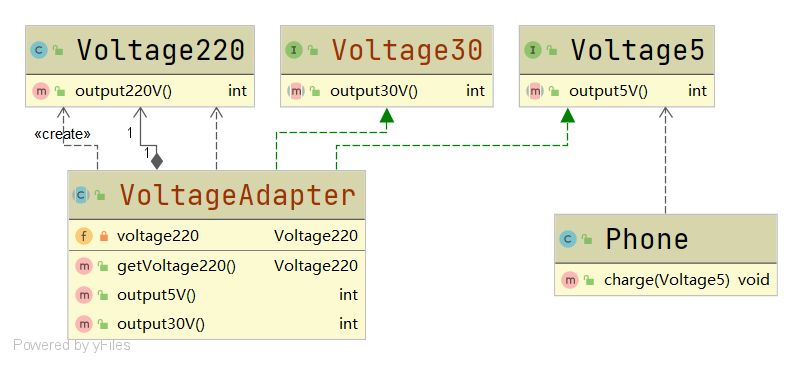 C Voltage220
m output220V() int
I Voltage30
m output30V() int
I Voltage5
m output5V() int
«create»
1
1
C VoltageAdapter
f voltage220 Voltage220
m getVoltage220() Voltage220
m output5V() int
m output30V() int
C Phone
m charge(Voltage5) void
Powered by yFiles